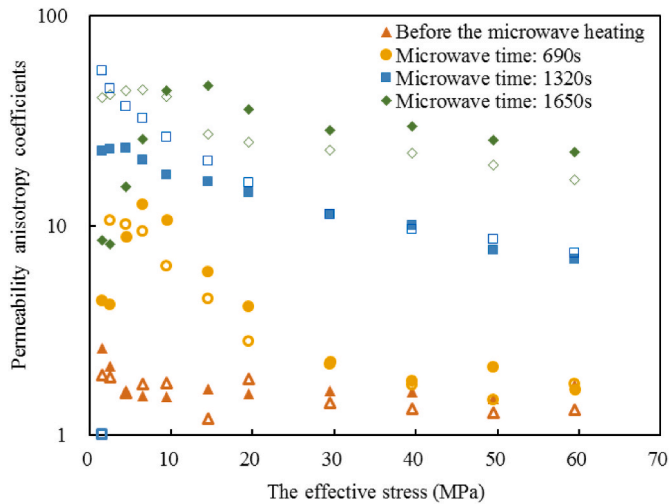 100
10
1
Permeability anisotropy coefficients
Before the microwave heating
Microwave time: 690s
Microwave time: 1320s
Microwave time: 1650s
0 10 20 30 40 50 60 70
The effective stress (MPa)